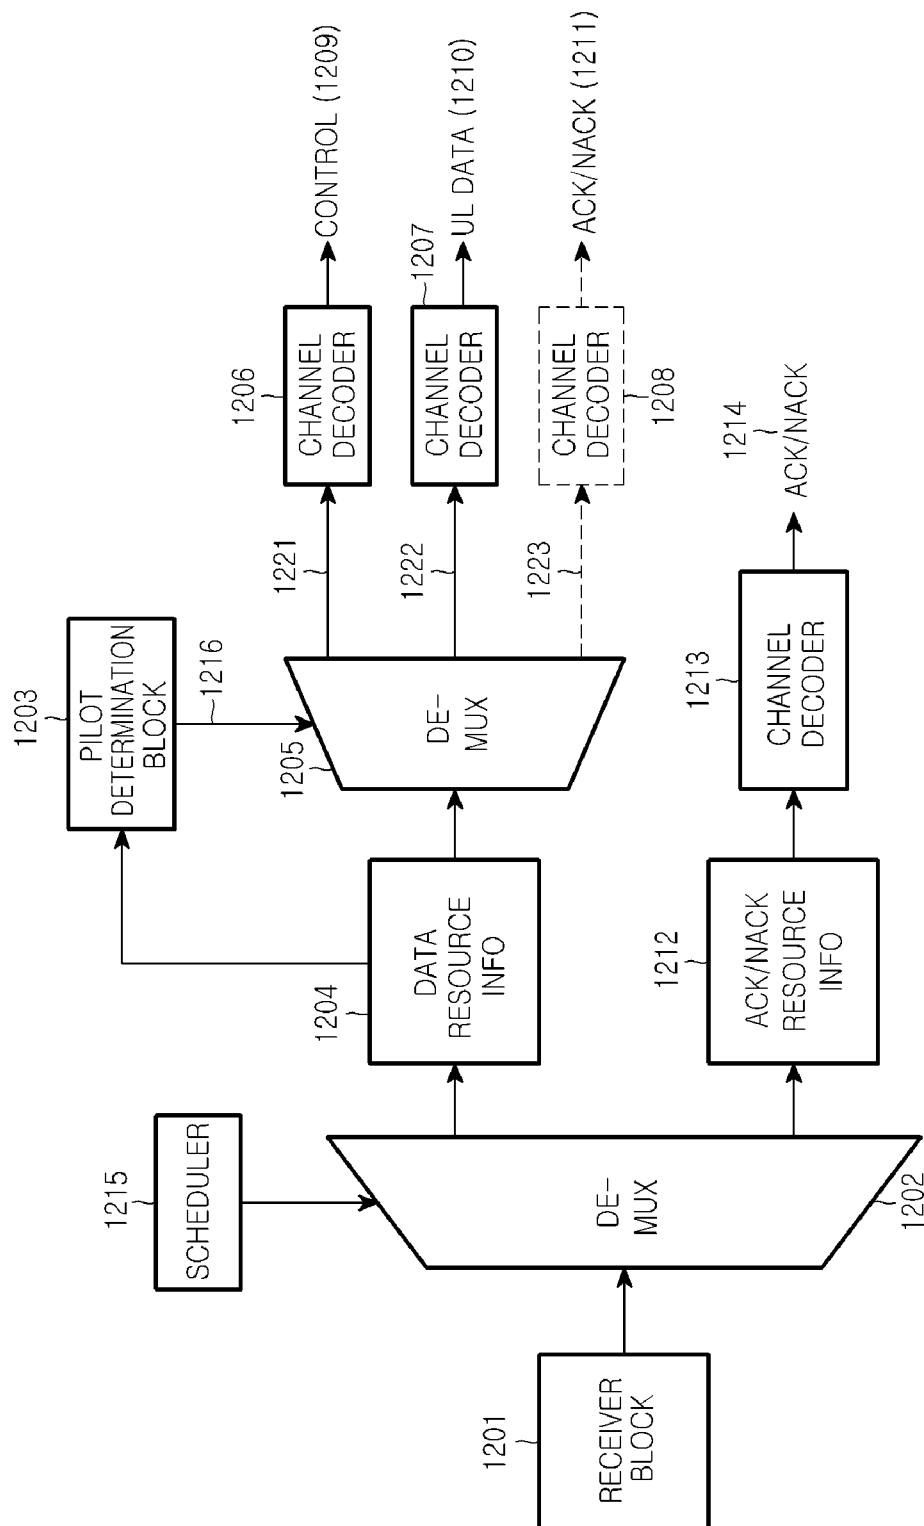 1201
RECEIVER
BLOCK
1215
SCHEDULER
DE-
MUX
1202
1204
DATA
RESOURCE
INFO
1212
ACK/NACK
RESOURCE
INFO
1203
PILOT
DETERMINATION
BLOCK
1216
1205
DE-
MUX
1213
CHANNEL
DECODER
1214
ACK/NACK
1221
1222
1223
1206
CHANNEL
DECODER
CONTROL (1209)
1207
CHANNEL
DECODER
UL DATA (1210)
CHANNEL
DECODER
1208
ACK/NACK (1211)